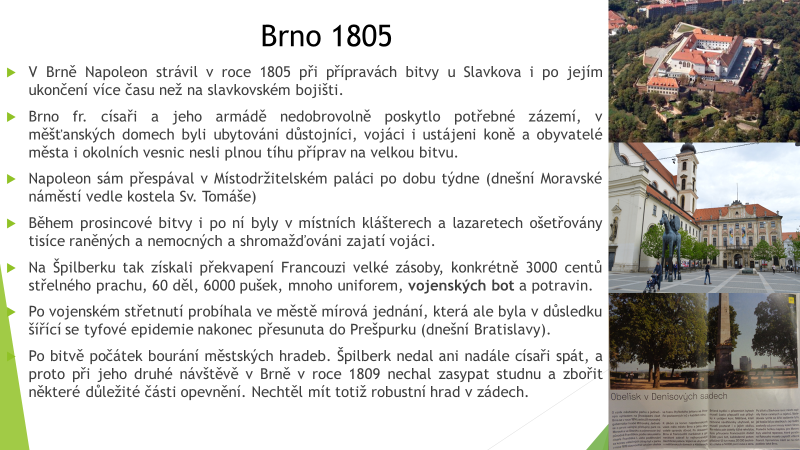 Brno 1805
V Brně Napoleon strávil v roce 1805 při přípravách bitvy u Slavkova i po jejím
ukončení více času než na slavkovském bojišti.
Brno fr. císaři a jeho armádě nedobrovolně poskytlo potřebné zázemí, v
měšťanských domech byli ubytováni důstojníci, vojáci i ustájeni koně a obyvatelé
města i okolních vesnic nesli plnou tíhu příprav na velkou bitvu.
Napoleon sám přespával v Místodržitelském paláci po dobu týdne (dnešní Moravské
náměstí vedle kostela Sv. Tomáše)
Během prosincové bitvy i po ní byly v místních klášterech a lazaretech ošetřovány
tisíce raněných a nemocných a shromažďováni zajatí vojáci.
Na Špilberku tak získali překvapení Francouzi velké zásoby, konkrétně 3000 centů
střelného prachu, 60 děl, 6000 pušek, mnoho uniforem, vojenských bot a potravin.
Po vojenském střetnutí probíhala ve městě mírová jednání, která ale byla v důsledku
šířící se tyfové epidemie nakonec přesunuta do Prešpurku (dnešní Bratislavy).
Po bitvě počátek bourání městských hradeb. Špilberk nedal ani nadále císaři spát, a
proto při jeho druhé návštěvě v Brně v roce 1809 nechal zasypat studnu a zbořit
některé důležité části opevnění. Nechtěl mít totiž robustní hrad v zádech.
Obelisk v Denisových sadech